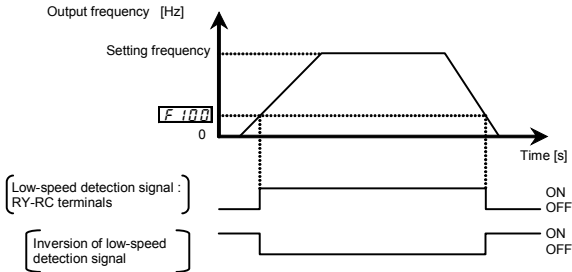 Output frequency [Hz]
Setting frequency
F 100
0
Time [s]
Low-speed detection signal :
RY-RC terminals
ON
OFF
Inversion of low-speed
detection signal
ON
OFF